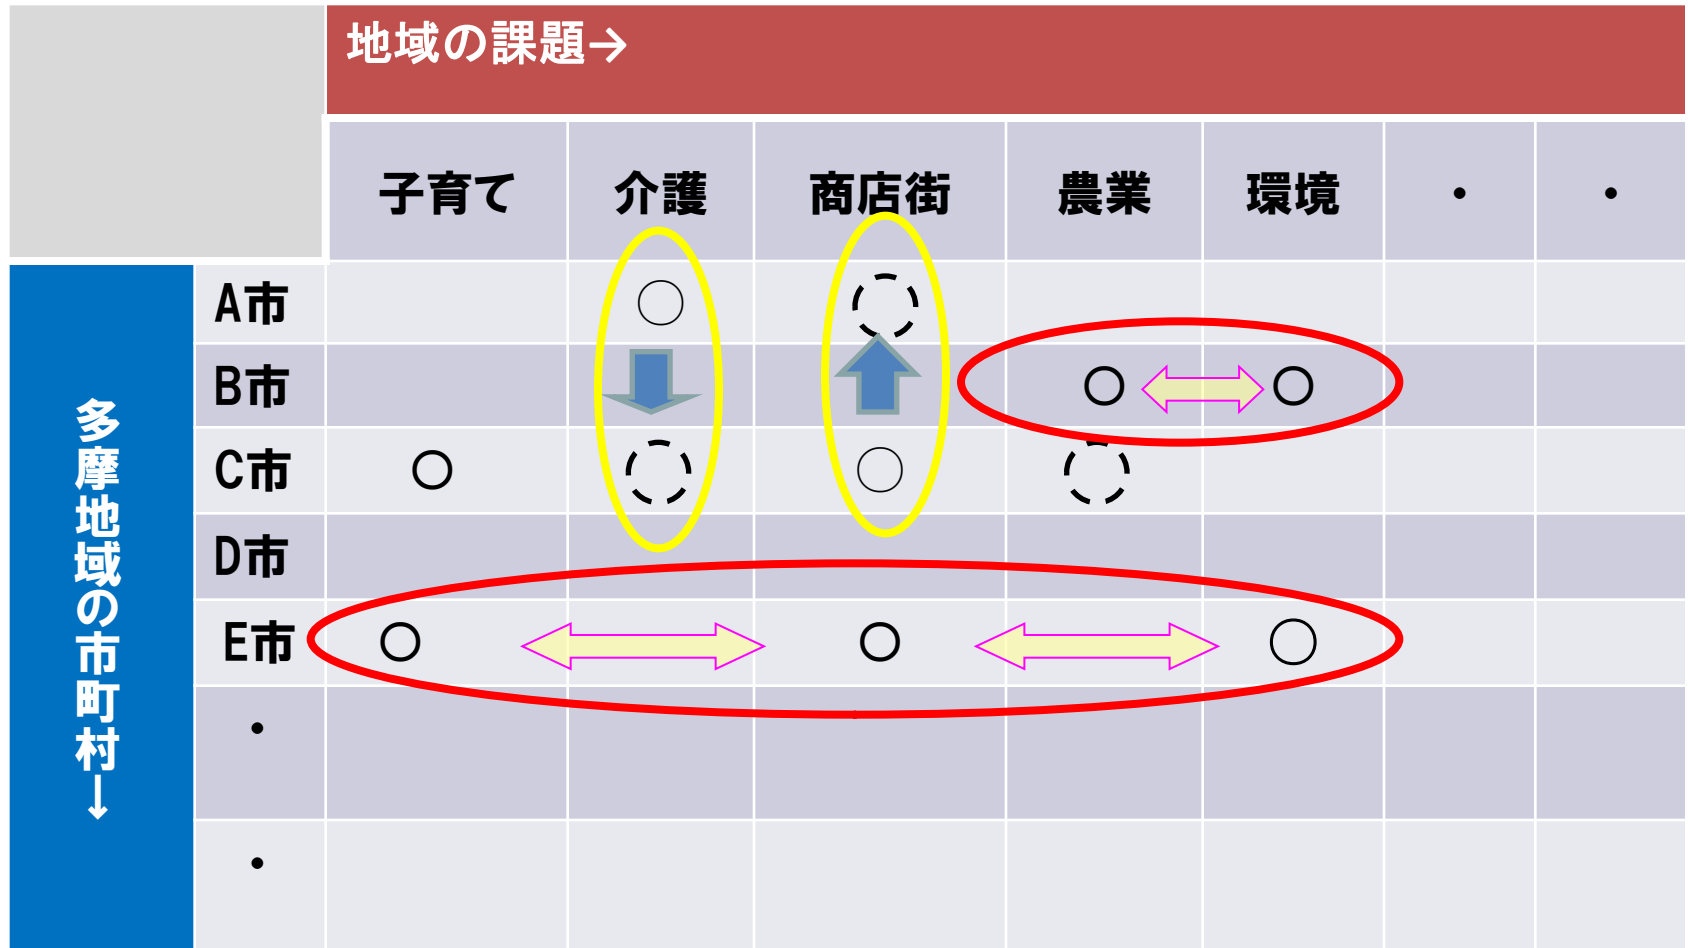 地域の課題→
子育て
介護
商店街
農業
環境
・
・
多摩地域の市町村→
A市
B市
C市
D市
E市
・
・